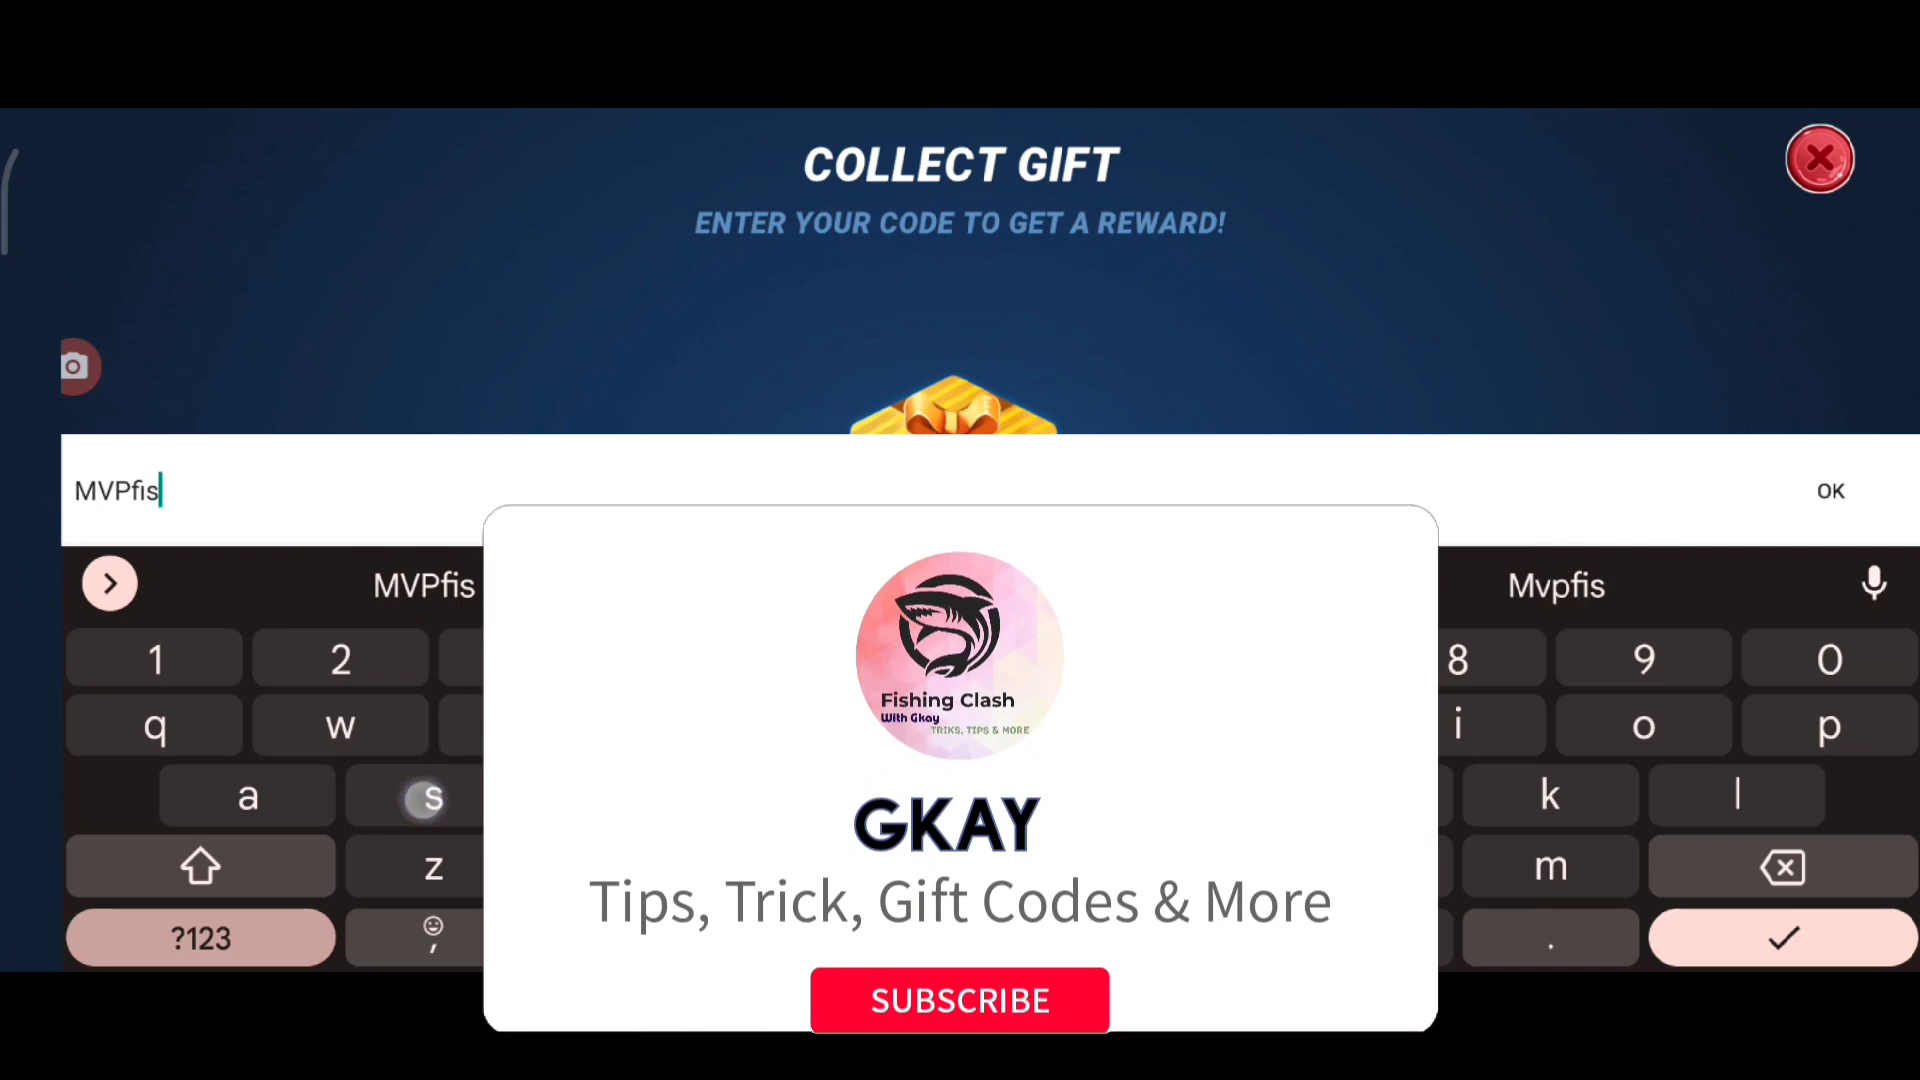 COLLECT GIFT
ENTER YOUR CODE TO GET A REWARD!
MVPfis
OK
MVPfis
Mvpfis
1 2 8 9 0
q w i o p
a s k l
z m
?123 , .
Fishing Clash
With Gkay
TRIKS, TIPS & MORE
GKAY
Tips, Trick, Gift Codes & More
SUBSCRIBE